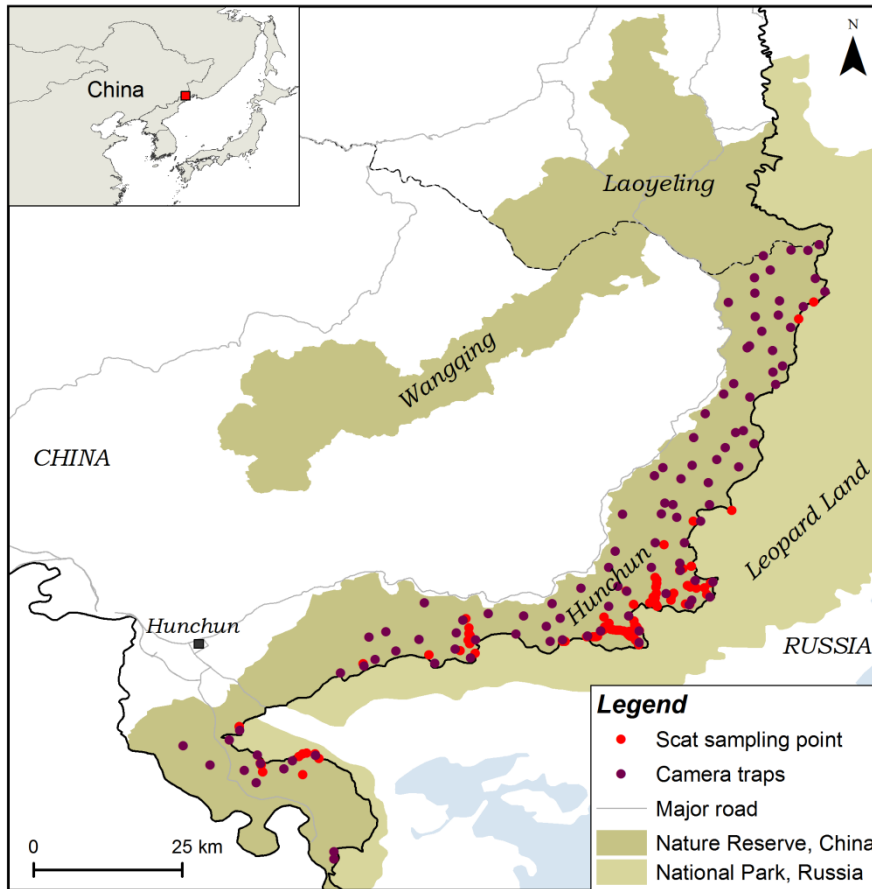 China
N
Laoyeling
Wangqing
CHINA
Leopard Land
Hunchun
Hunchun
RUSSIA
Legend
Scat sampling point
Camera traps
Major road
Nature Reserve, China
National Park, Russia
0 25 km